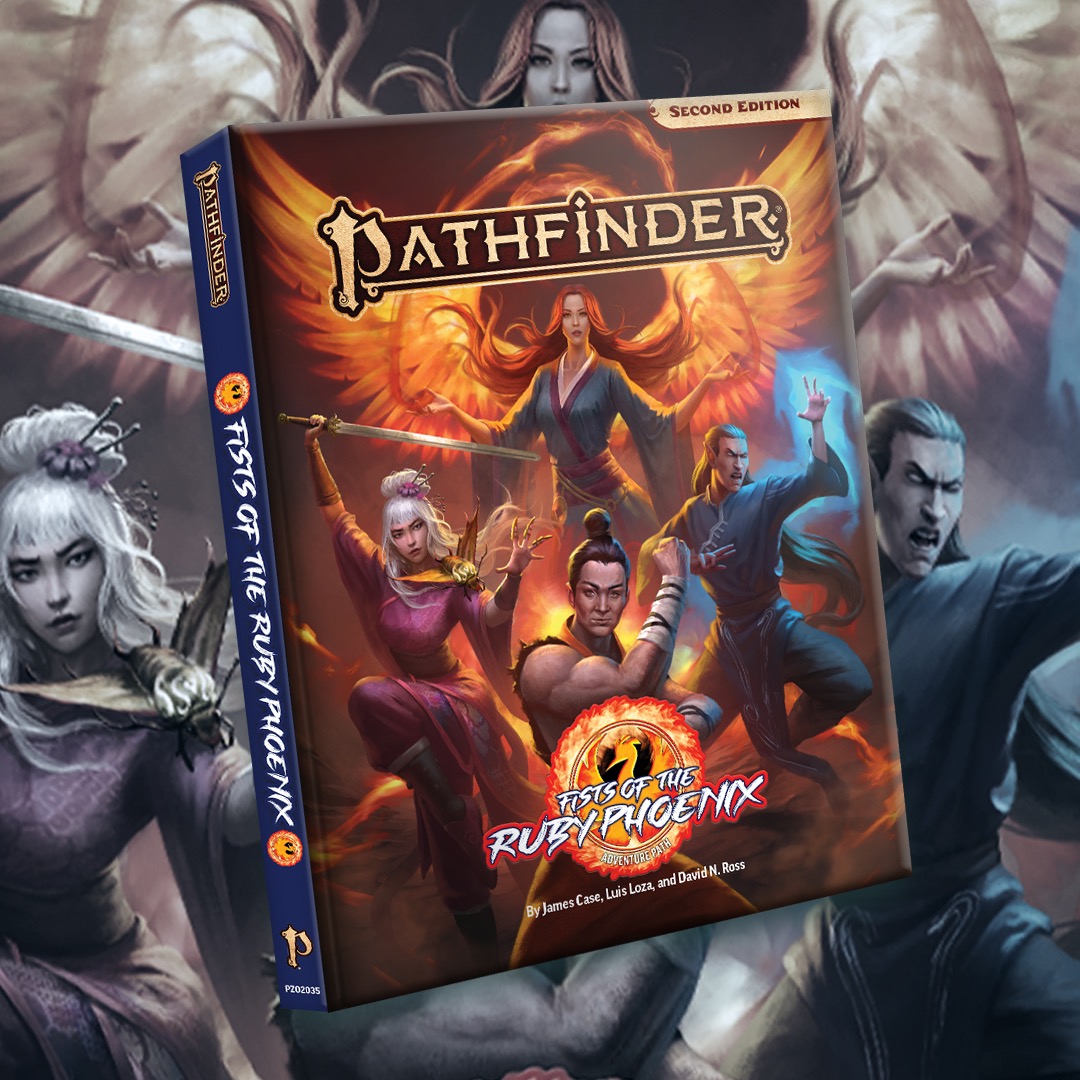 SECOND EDITION
PATHFINDER®
FISTS OF THE
RUBY PHOENIX
ADVENTURE PATH
By James Case, Luis Loza, and David N. Ross
PATHFINDER
FISTS OF THE RUBY PHOENIX
P
PZO2035